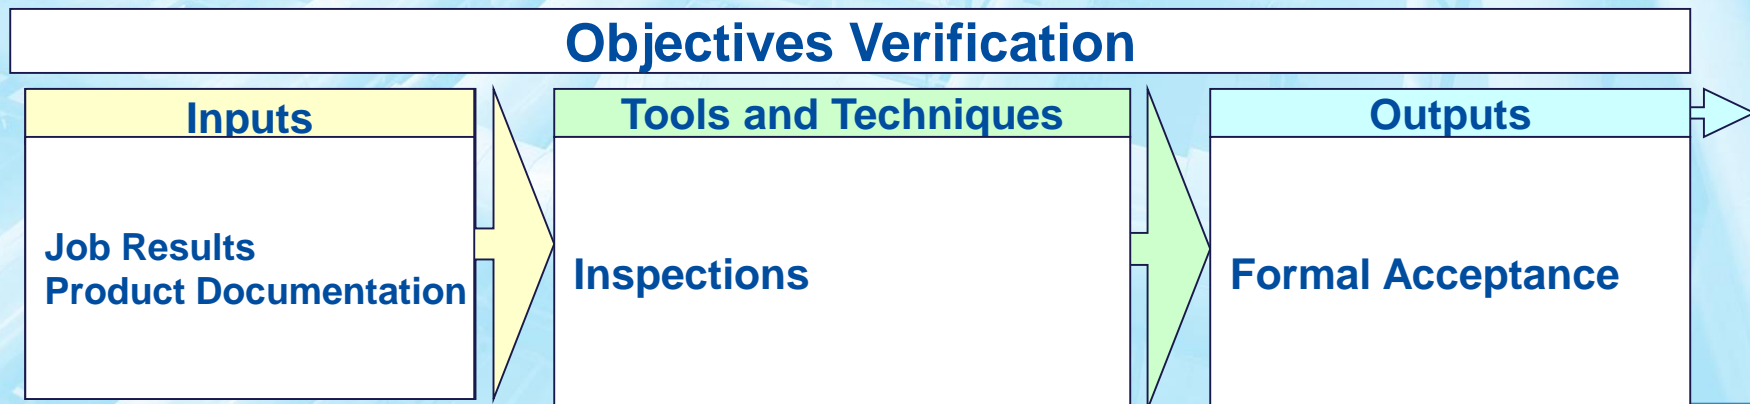 Objectives Verification
Inputs
Tools and Techniques
Outputs
Job Results
Product Documentation
Inspections
Formal Acceptance